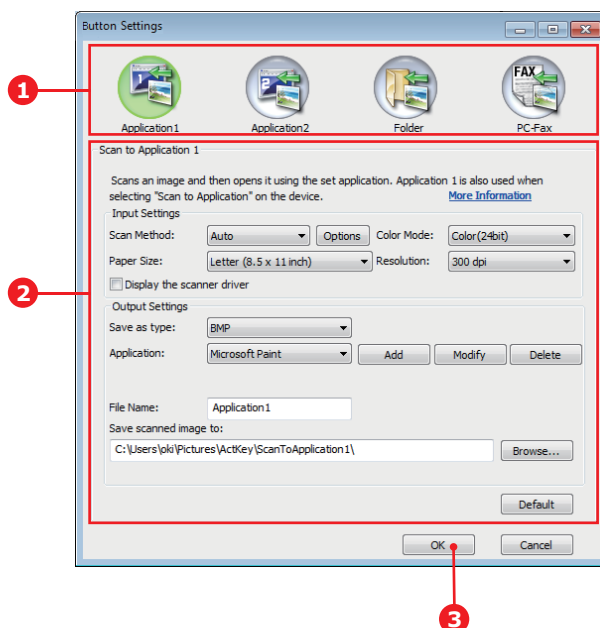 Button Settings
1
FAX
1
2
Application1 Application2 Folder PC-Fax
Scan to Application 1
Scans an image and then opens it using the set application. Application 1 is also used when
selecting "Scan to Application" on the device. More Information
Input Settings
Scan Method: Auto Options Color Mode: Color(24bit)
Paper Size: Letter (8.5 x 11 inch) Resolution: 300 dpi
Display the scanner driver
2
Output Settings
Save as type: BMP
Application: Microsoft Paint Add Modify Delete
File Name: Application1
Save scanned image to:
C:\Users\oki\Pictures\ActKey\ScanToApplication1\ Browse...
Default
OK Cancel
3